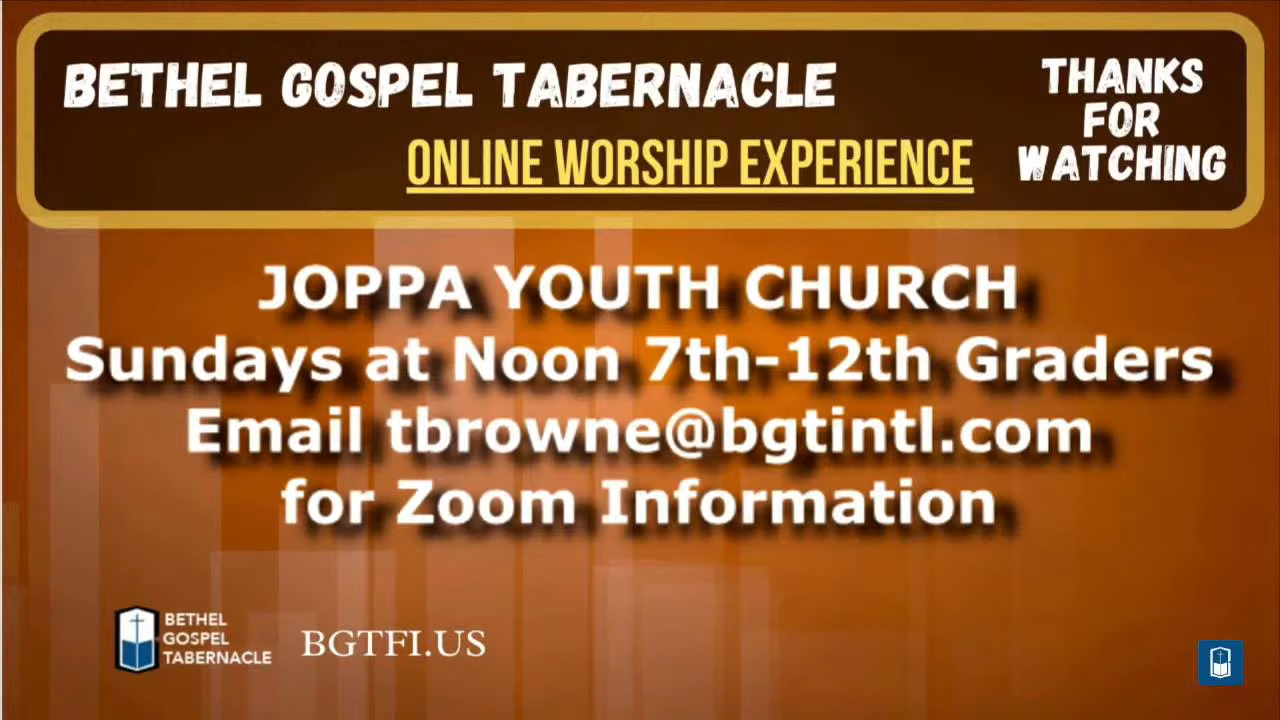 BETHEL GOSPEL TABERNACLE
ONLINE WORSHIP EXPERIENCE
THANKS
FOR
WATCHING
JOPPA YOUTH CHURCH
Sundays at Noon 7th-12th Graders
Email tbrowne@bgtintl.com
for Zoom Information
BETHEL
GOSPEL
TABERNACLE
BGTFI.US